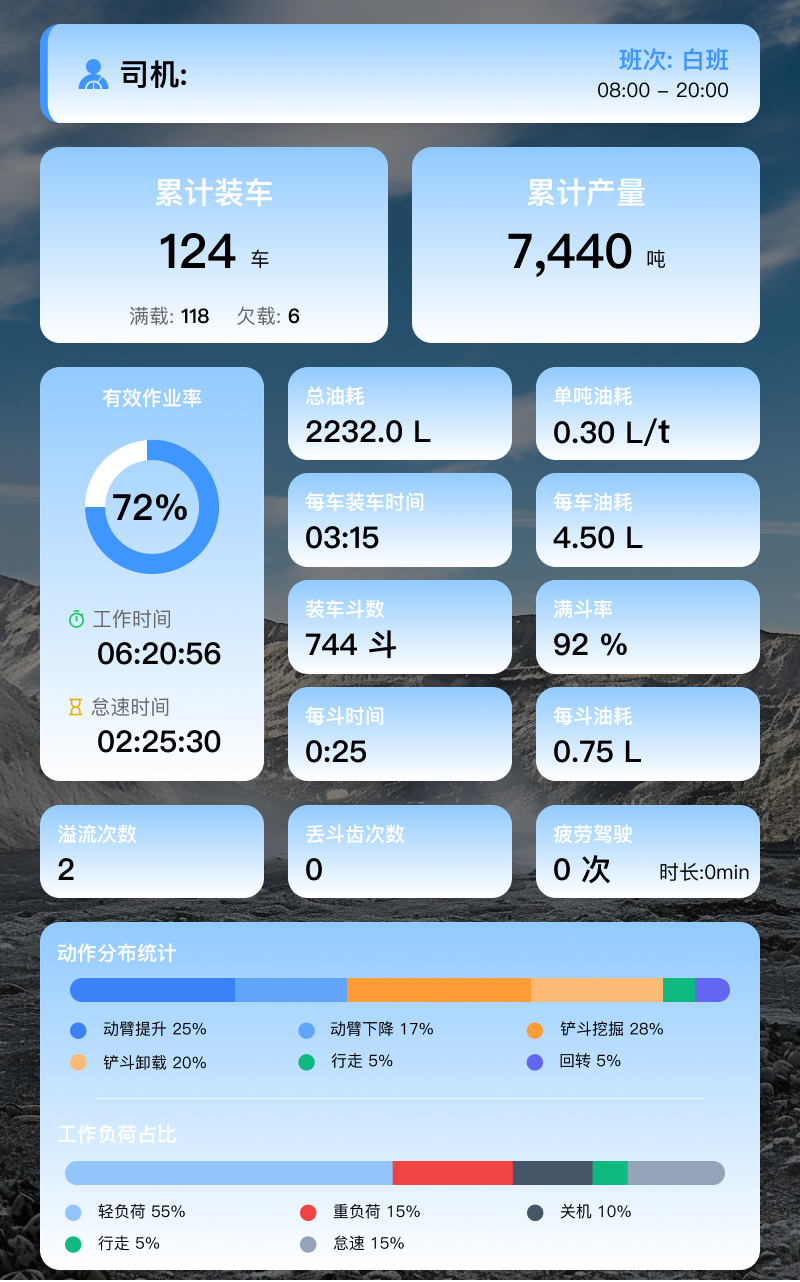 司机:
班次: 白班
08:00 – 20:00
累计装车
124 车
满载: 118 欠载: 6
累计产量
7,440 吨
有效作业率
72%
工作时间
06:20:56
怠速时间
02:25:30
总油耗
2232.0 L
单吨油耗
0.30 L/t
每车装车时间
03:15
每车油耗
4.50 L
装车斗数
744 斗
满斗率
92 %
每斗时间
0:25
每斗油耗
0.75 L
溢流次数
2
丢斗齿次数
0
疲劳驾驶
0 次 时长:0min
动作分布统计
动臂提升 25% 动臂下降 17% 铲斗挖掘 28%
铲斗卸载 20% 行走 5% 回转 5%
工作负荷占比
轻负荷 55% 重负荷 15% 关机 10%
行走 5% 怠速 15%